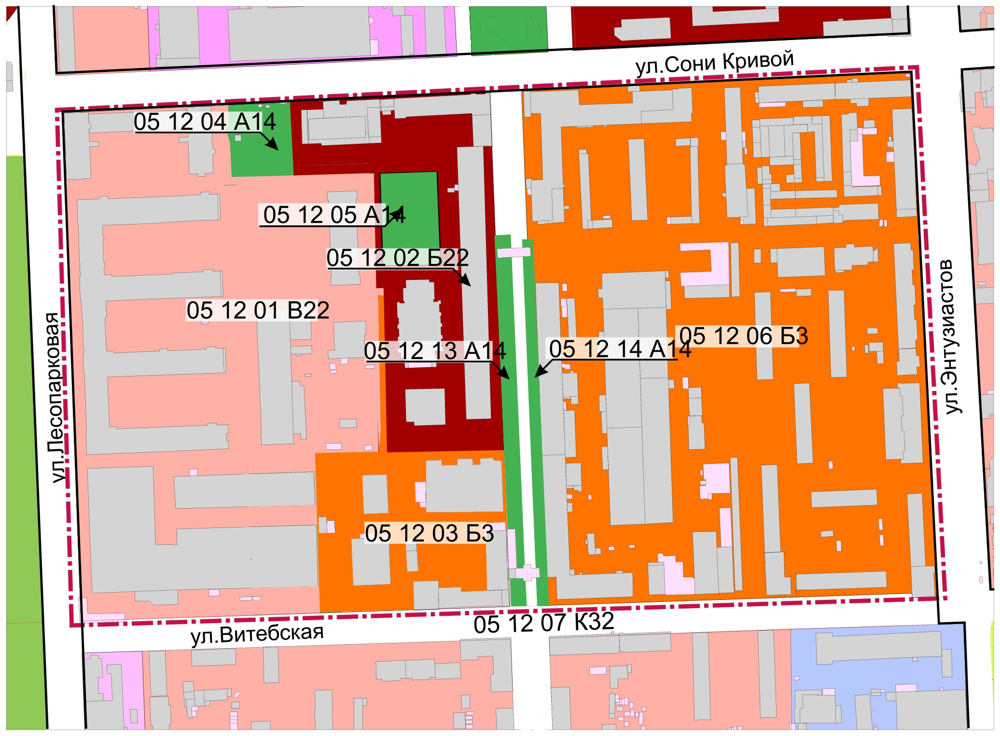 ул.Сони Кривой
05 12 04 А14
05 12 05 А14
05 12 02 Б22
05 12 01 В22
05 12 13 А14
05 12 14 А14
05 12 06 Б3
ул.Лесопарковая
ул.Энтузиастов
05 12 03 Б3
05 12 07 К32
ул.Витебская